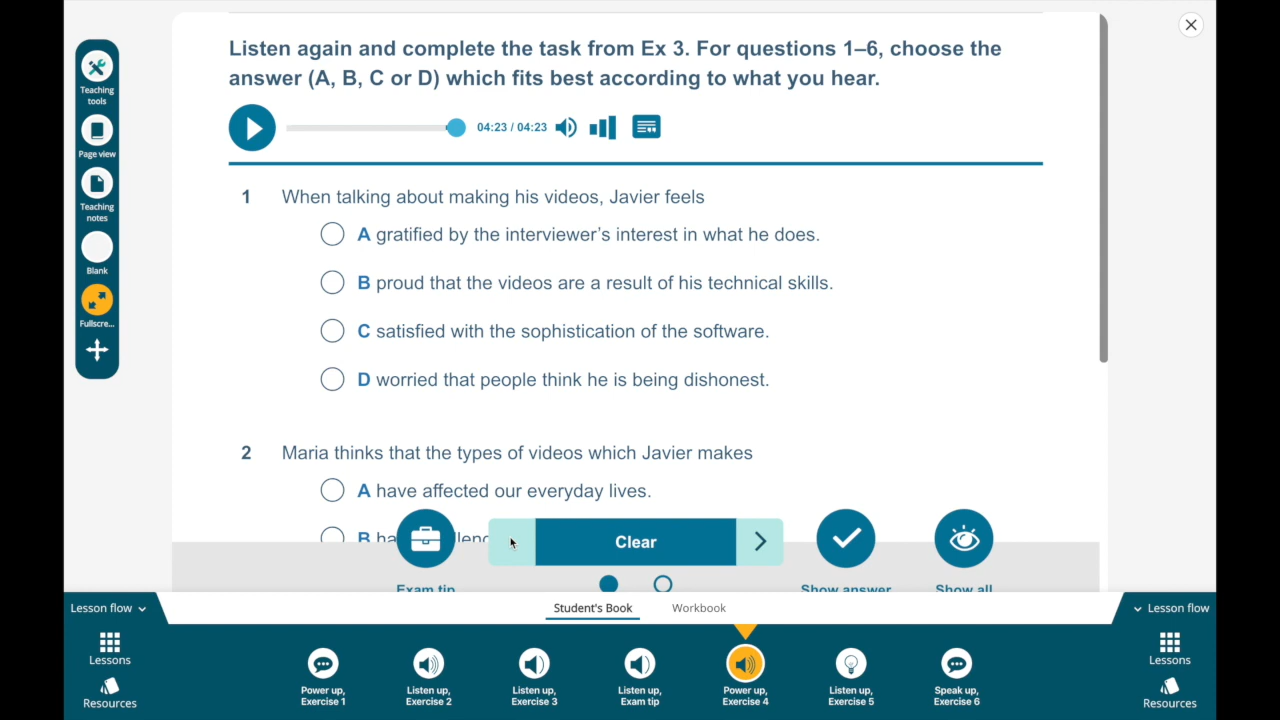 Listen again and complete the task from Ex 3. For questions 1–6, choose the
answer (A, B, C or D) which fits best according to what you hear.
04:23 / 04:23
1 When talking about making his videos, Javier feels
A gratified by the interviewer's interest in what he does.
B proud that the videos are a result of his technical skills.
C satisfied with the sophistication of the software.
D worried that people think he is being dishonest.
2 Maria thinks that the types of videos which Javier makes
A have affected our everyday lives.
B
Clear
Exam tip
Show answer
Show all
Teaching
tools
Page view
Teaching
notes
Blank
Fullscre...
Lesson flow
Student's Book
Workbook
Lesson flow
Lessons
Resources
Power up,
Exercise 1
Listen up,
Exercise 2
Listen up,
Exercise 3
Listen up,
Exam tip
Power up,
Exercise 4
Listen up,
Exercise 5
Speak up,
Exercise 6
Lessons
Resources